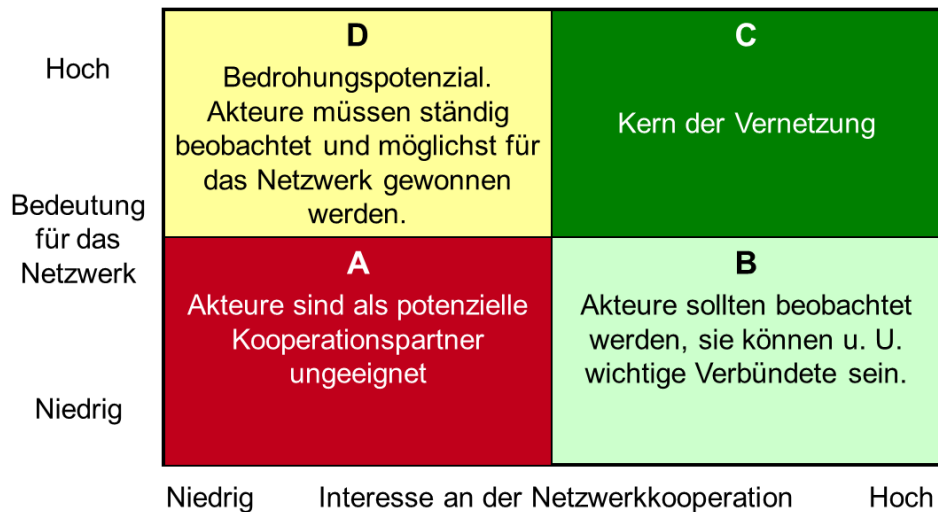 Hoch
D
Bedrohungspotenzial.
Akteure müssen ständig
beobachtet und möglichst für
das Netzwerk gewonnen
werden.
C
Kern der Vernetzung
Bedeutung
für das
Netzwerk
A
Akteure sind als potenzielle
Kooperationspartner
ungeeignet
B
Akteure sollten beobachtet
werden, sie können u. U.
wichtige Verbündete sein.
Niedrig
Niedrig Interesse an der Netzwerkkooperation Hoch